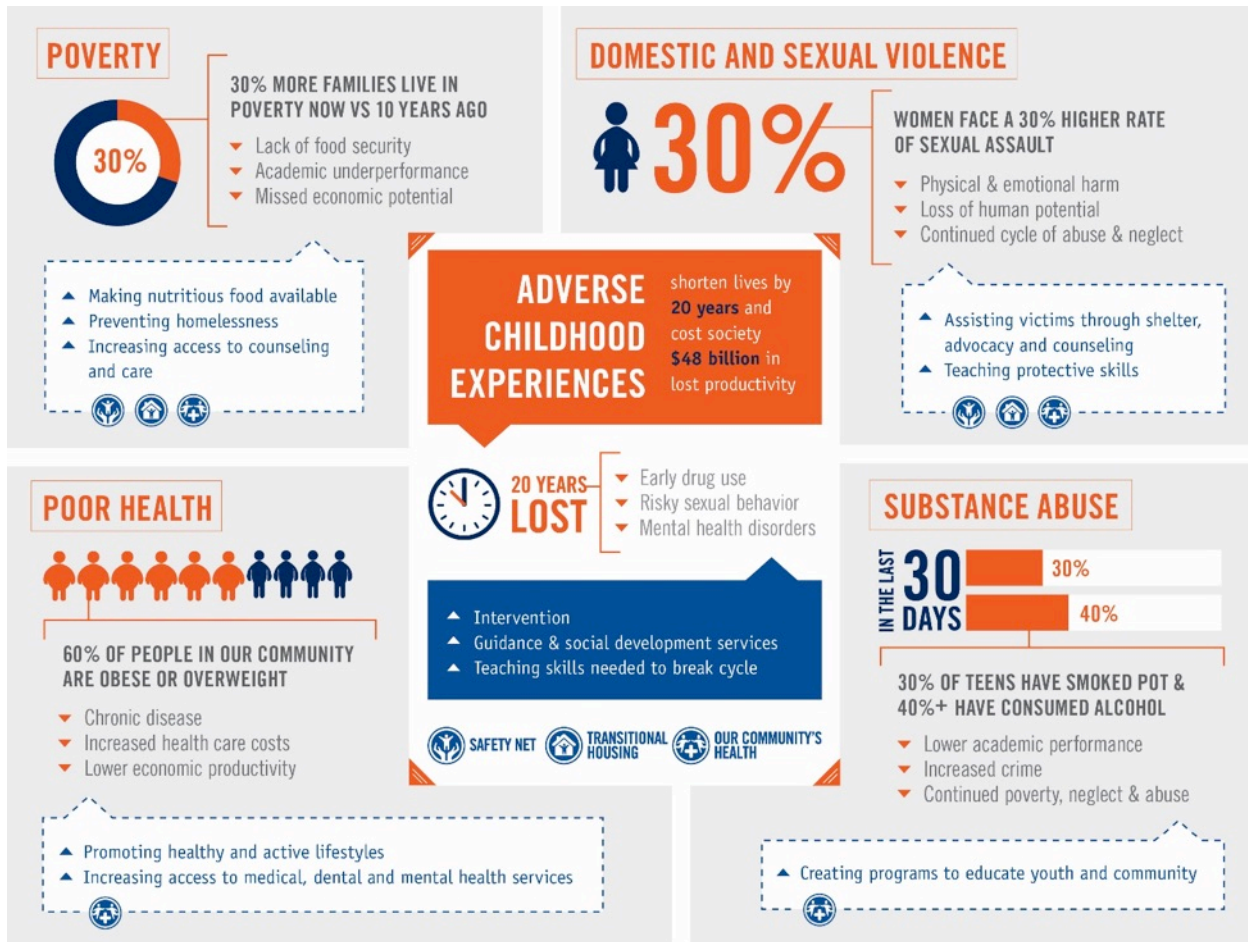 POVERTY
30%
30% MORE FAMILIES LIVE IN
POVERTY NOW VS 10 YEARS AGO
Lack of food security
Academic underperformance
Missed economic potential
Making nutritious food available
Preventing homelessness
Increasing access to counseling
and care
DOMESTIC AND SEXUAL VIOLENCE
30%
WOMEN FACE A 30% HIGHER RATE
OF SEXUAL ASSAULT
Physical & emotional harm
Loss of human potential
Continued cycle of abuse & neglect
Assisting victims through shelter,
advocacy and counseling
Teaching protective skills
ADVERSE
CHILDHOOD
EXPERIENCES
shorten lives by
20 years and
cost society
$48 billion in
lost productivity
20 YEARS
LOST
Early drug use
Risky sexual behavior
Mental health disorders
Intervention
Guidance & social development services
Teaching skills needed to break cycle
SAFETY NET
TRANSITIONAL
HOUSING
OUR COMMUNITY'S
HEALTH
POOR HEALTH
60% OF PEOPLE IN OUR COMMUNITY
ARE OBESE OR OVERWEIGHT
Chronic disease
Increased health care costs
Lower economic productivity
Promoting healthy and active lifestyles
Increasing access to medical, dental and mental health services
SUBSTANCE ABUSE
IN THE LAST
30
DAYS
30%
40%
30% OF TEENS HAVE SMOKED POT &
40%+ HAVE CONSUMED ALCOHOL
Lower academic performance
Increased crime
Continued poverty, neglect & abuse
Creating programs to educate youth and community